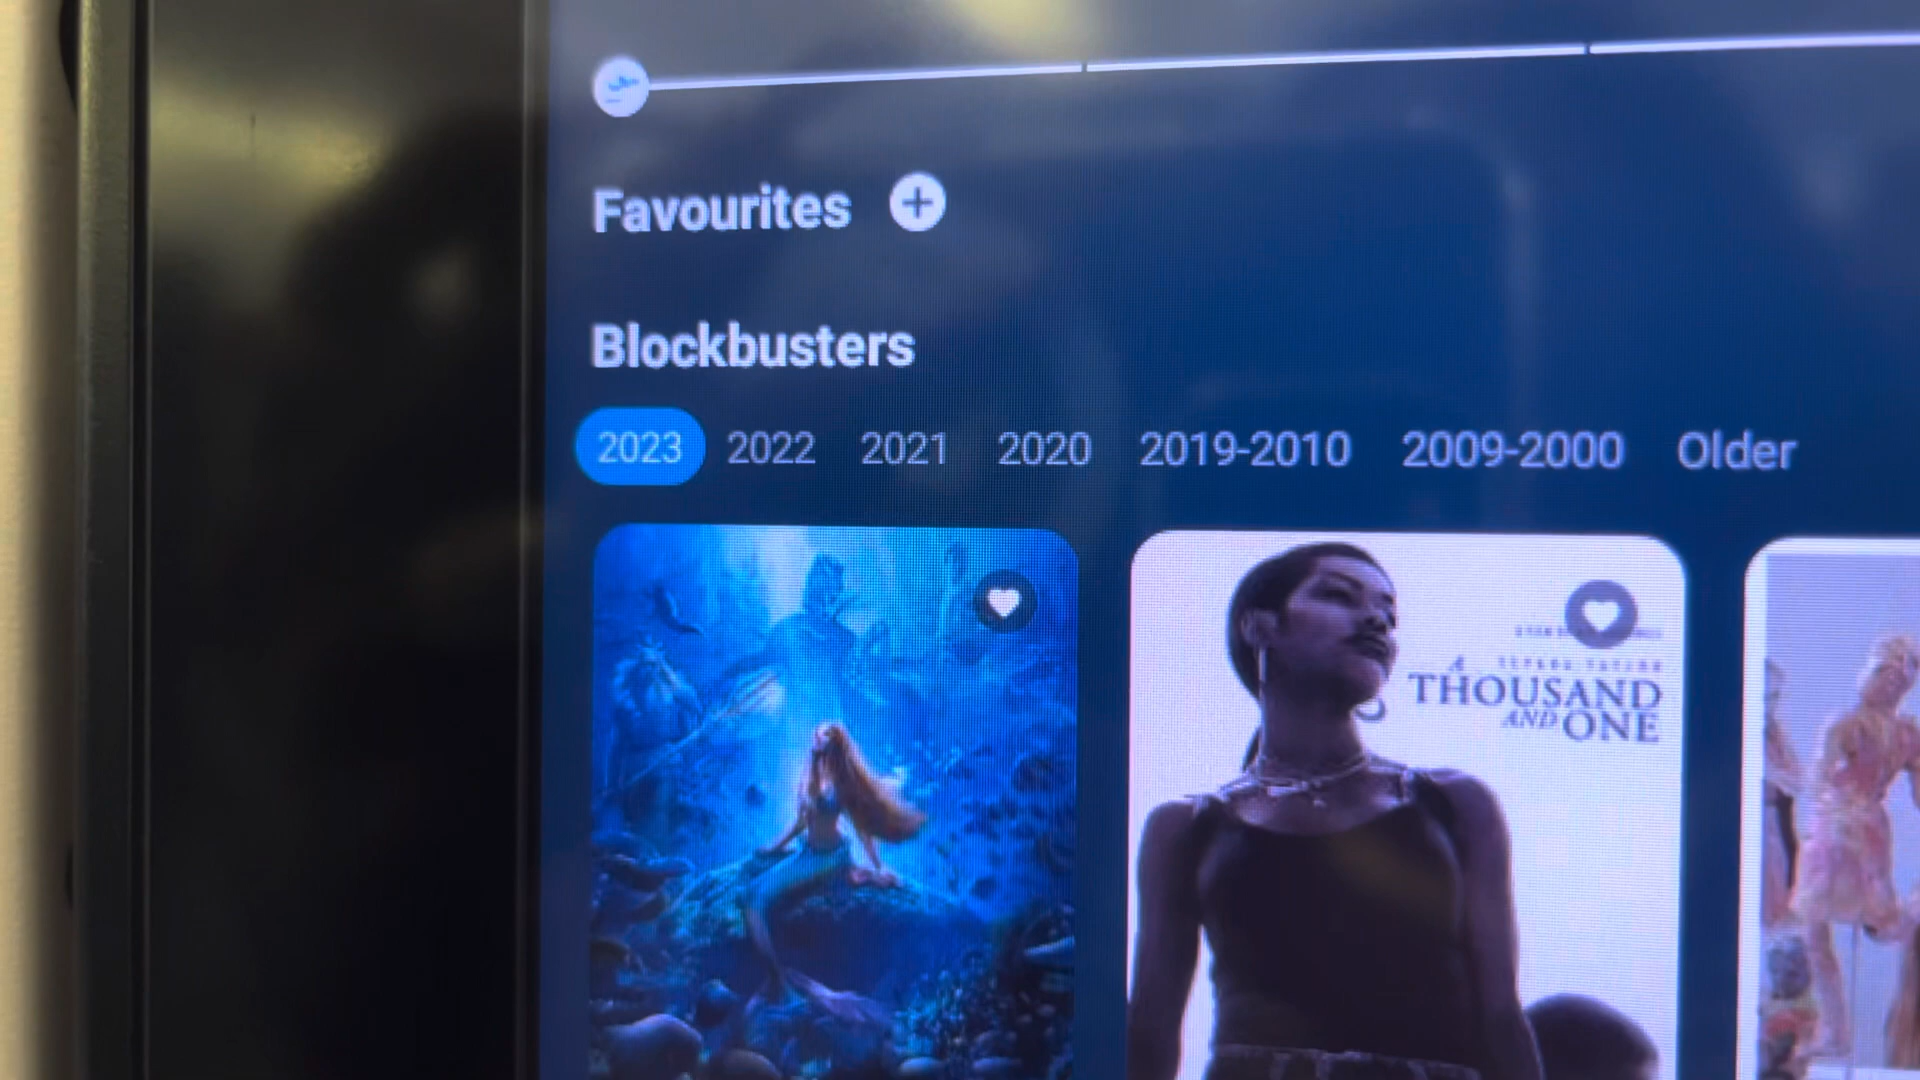 Favourites
Blockbusters
2023 2022 2021 2020 2019-2010 2009-2000 Older
A
THOUSAND
AND ONE